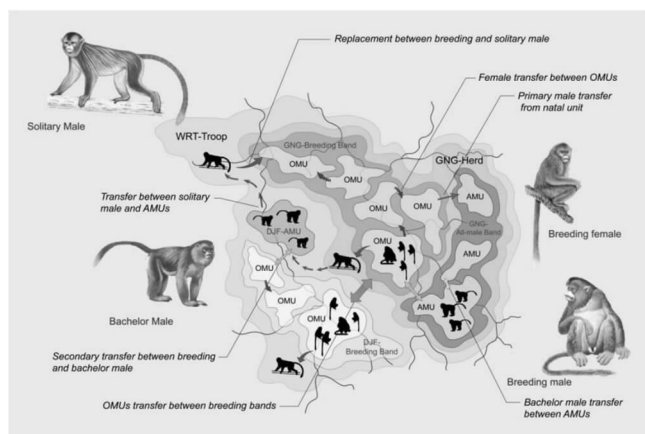 Replacement between breeding and solitary male
Female transfer between OMUs
Primary male transfer
from natal unit
Solitary Male
WRT-Troop
GNG-Breeding Band
GNG-Herd
OMU
OMU
OMU
OMU
AMU
Transfer between solitary
male and AMUs
DJF-AMU
GNG-
All-male Band
Breeding female
OMU
AMU
OMU
OMU
Bachelor Male
OMU
AMU
DJF-
Breeding Band
Secondary transfer between breeding
and bachelor male
Breeding male
OMUs transfer between breeding bands
Bachelor male transfer
between AMUs